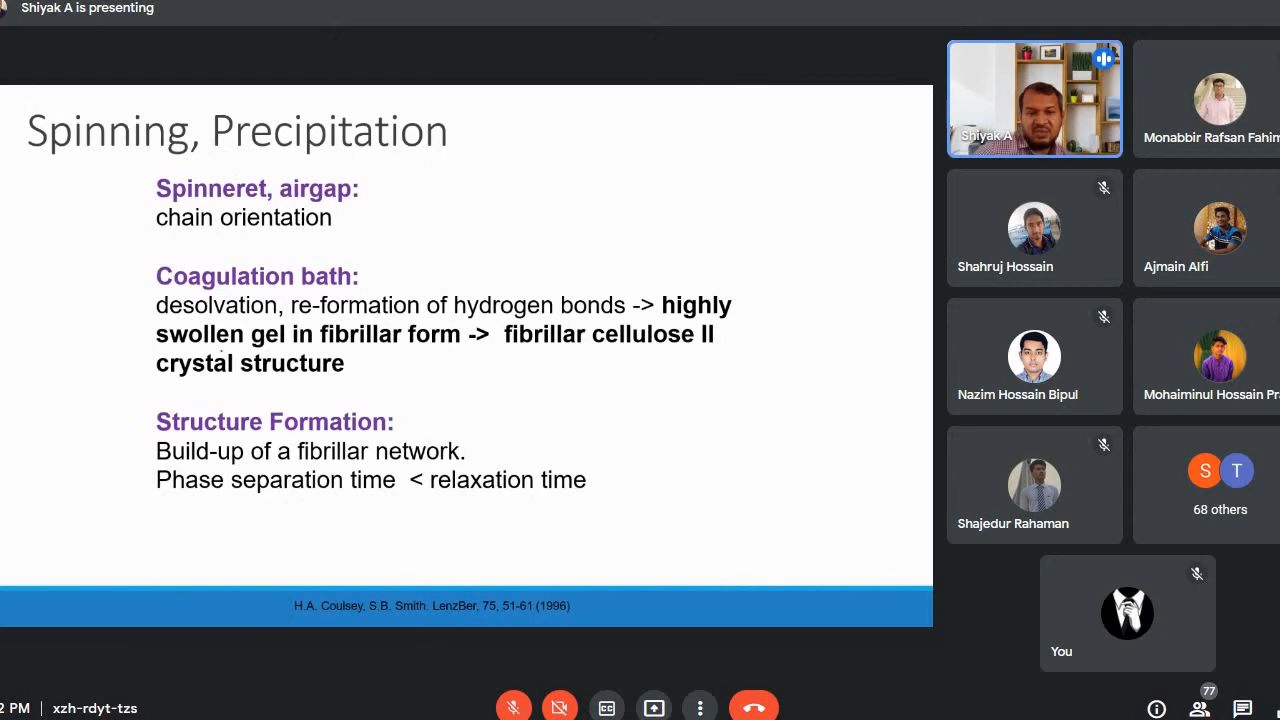 Shiyak A is presenting
Spinning, Precipitation
Spinneret, airgap:
chain orientation
Coagulation bath:
desolvation, re-formation of hydrogen bonds -> highly
swollen gel in fibrillar form -> fibrillar cellulose II
crystal structure
Structure Formation:
Build-up of a fibrillar network.
Phase separation time < relaxation time
H.A. Coulsey, S.B. Smith. LenzBer, 75, 51-61 (1996)
Shiyak A
Monabbir Rafsan Fahim
Shahruj Hossain
Ajmain Alfi
Nazim Hossain Bipul
Mohaiminul Hossain Pr
Shajedur Rahaman
S T
68 others
You
2 PM | xzh-rdyt-tzs
CC
77